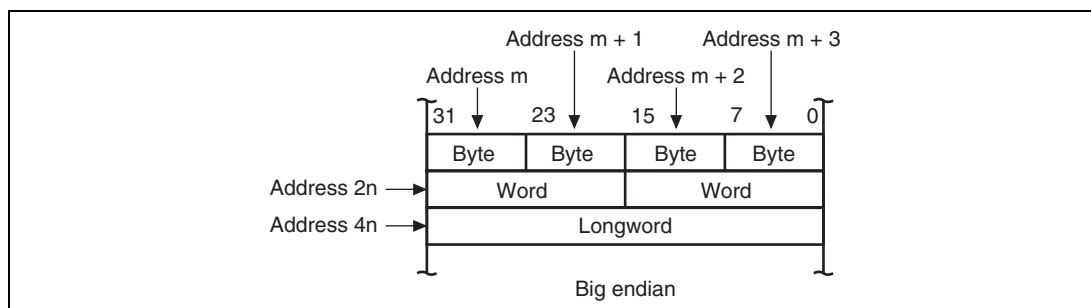 Address m + 1 Address m + 3
Address m Address m + 2
31 23 15 7 0
Byte Byte Byte Byte
Address 2n Word Word
Address 4n Longword
Big endian